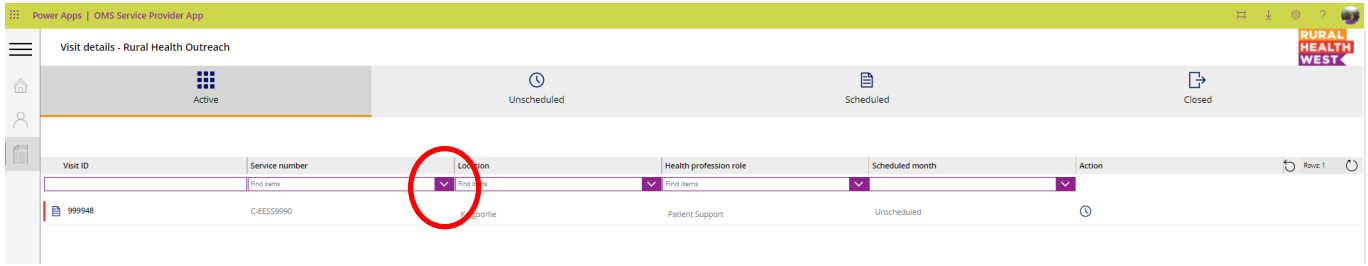 Power Apps | OMS Service Provider App
?
Visit details - Rural Health Outreach
RURAL
HEALTH
WEST
Active
Unscheduled
Scheduled
Closed
Visit ID
Service number
Location
Health profession role
Scheduled month
Action
Rows: 1
Find items
Find items
Find items
999948
C-EESS9990
Kalgoorlie
Patient Support
Unscheduled